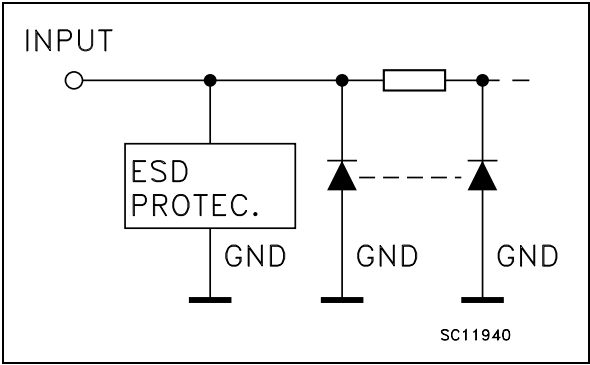 INPUT
ESD
PROTEC.
GND
GND
GND
SC11940